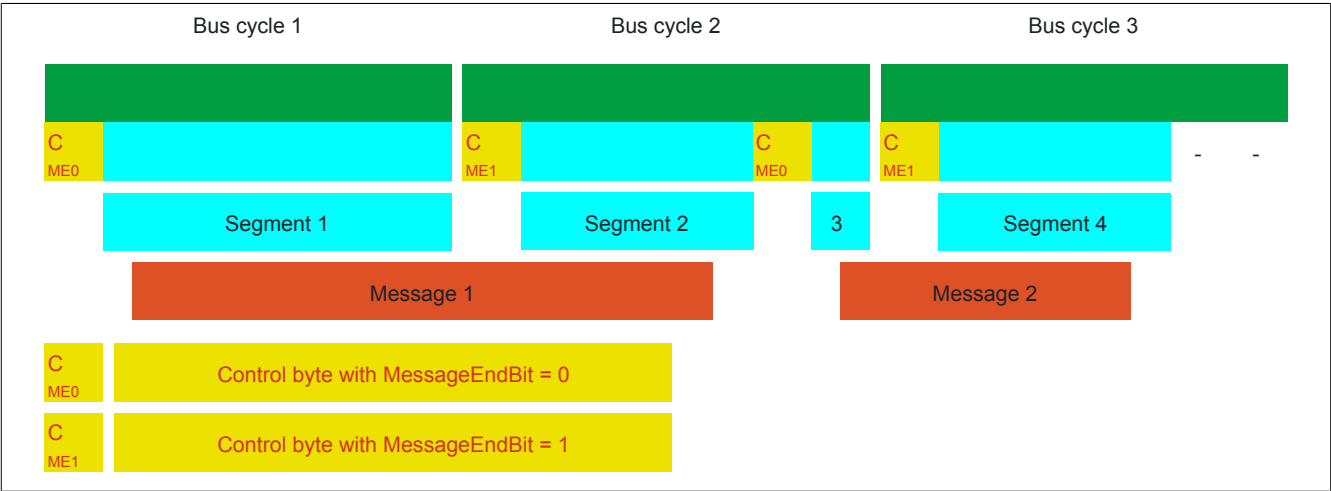 Bus cycle 1 Bus cycle 2 Bus cycle 3
C C C C
ME0 ME1 ME0 ME1 - -
Segment 1 Segment 2 3 Segment 4
Message 1 Message 2
C
ME0
Control byte with MessageEndBit = 0
C
ME1
Control byte with MessageEndBit = 1